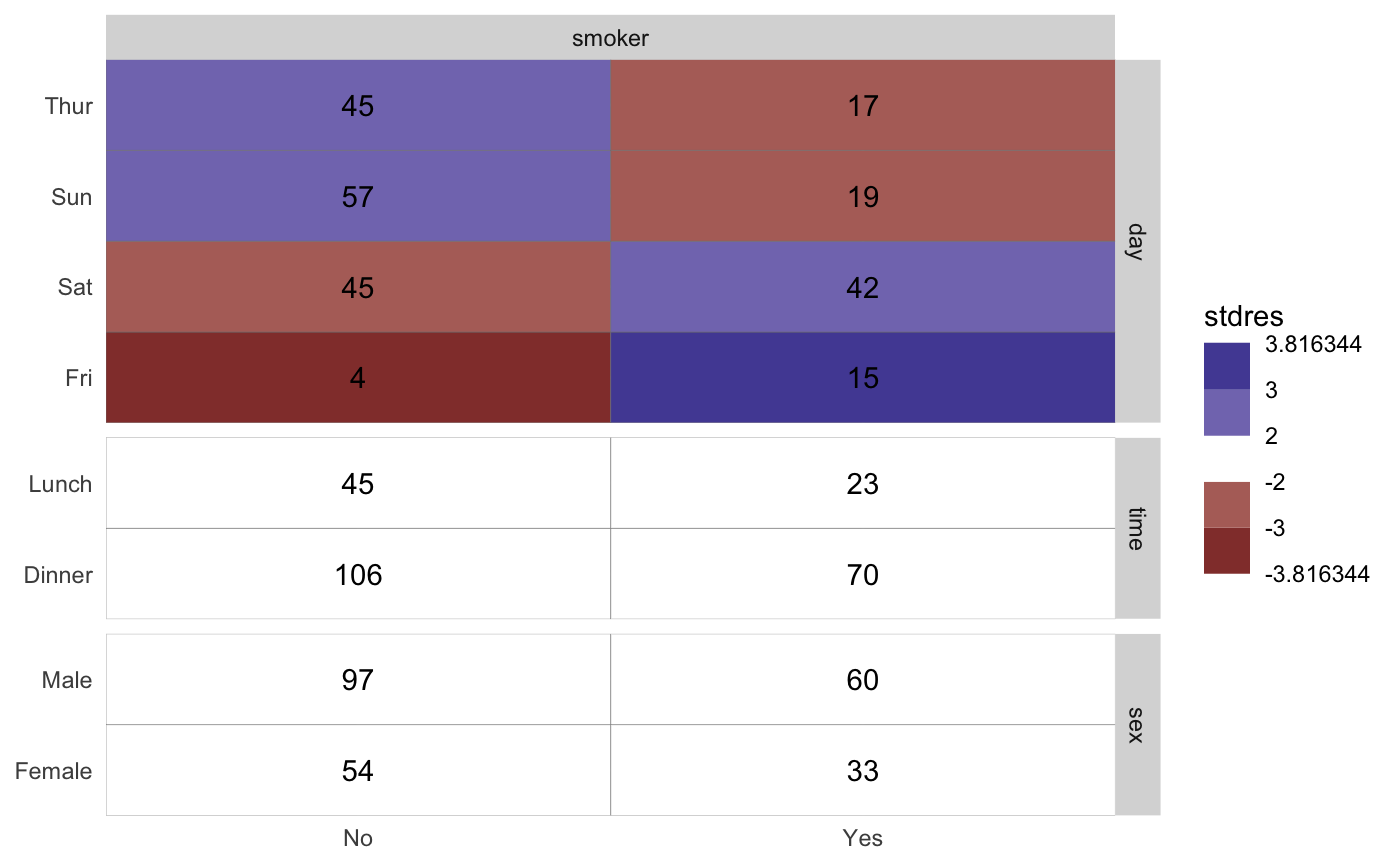 smoker
Thur 45 17
Sun 57 19
Sat 45 42
Fri 4 15
day
Lunch 45 23
Dinner 106 70
time
Male 97 60
Female 54 33
sex
No Yes
stdres
3.816344
3
2
-2
-3
-3.816344